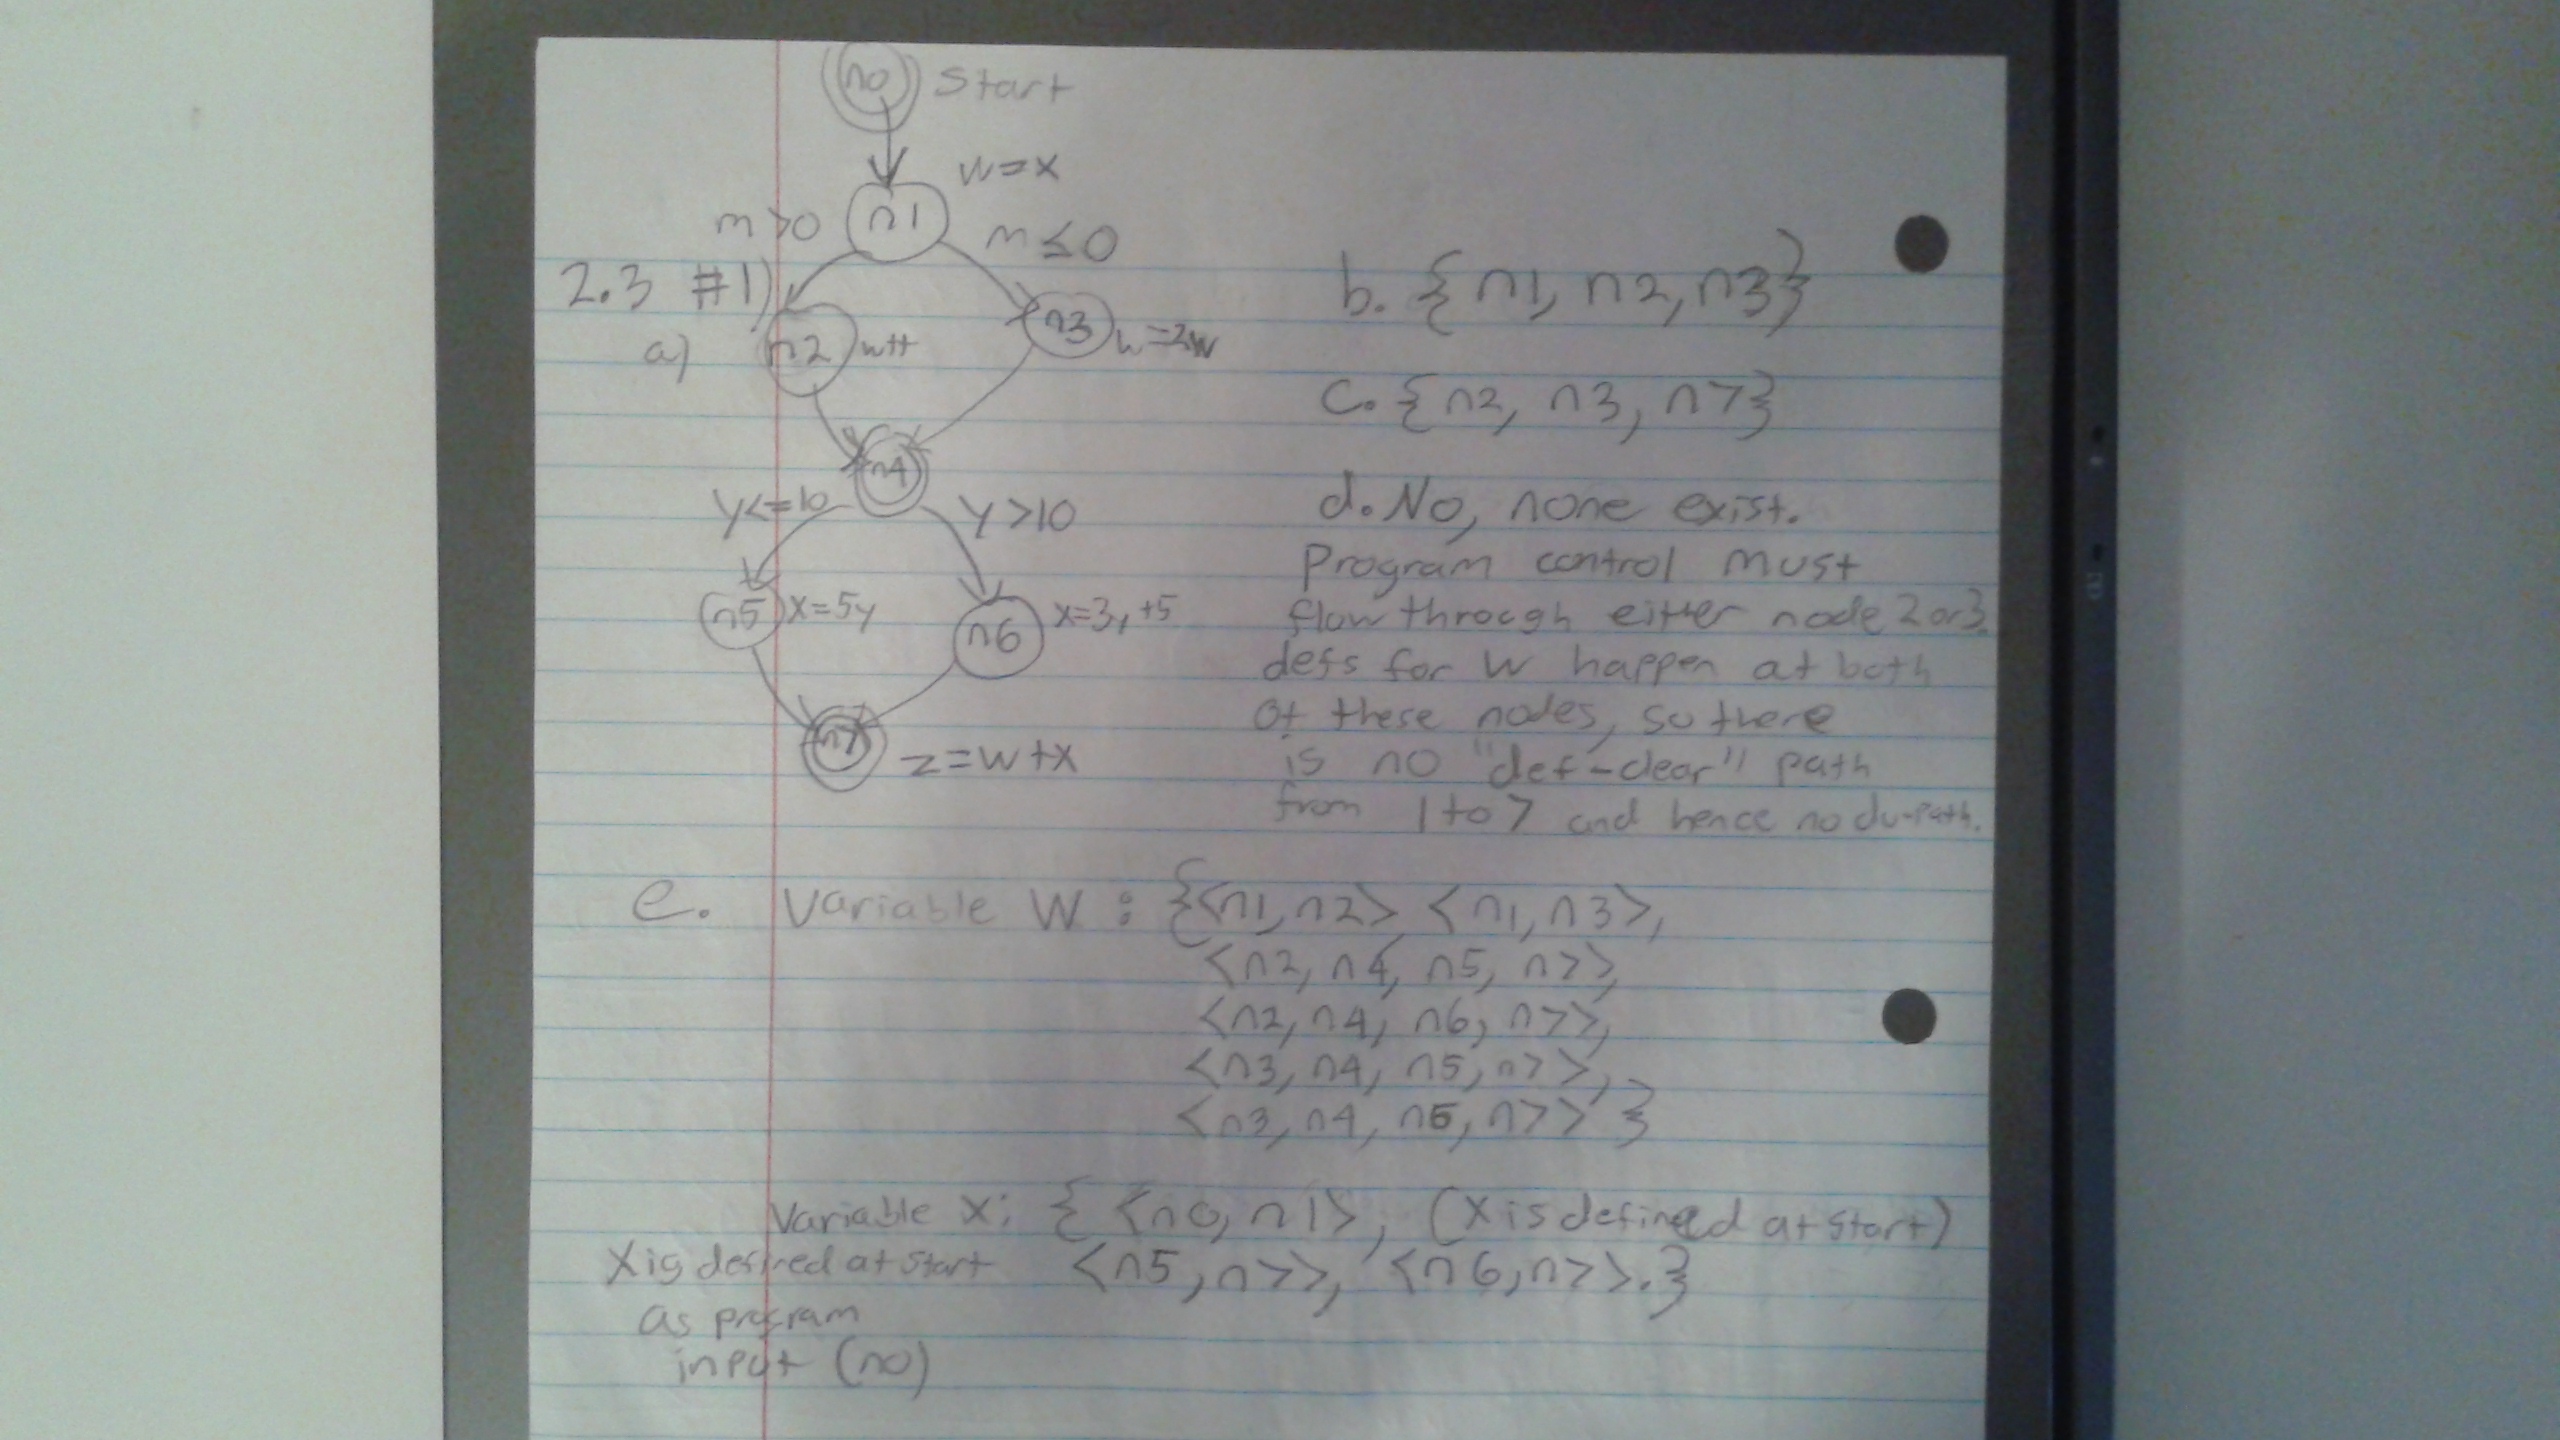 n0 Start
n1 w=x
m>0 m≤0
2.3 #1)
a) n2 w++ n3 w=2w
n4
y<=10 y>10
n5 x=5y n6 x=3y+5
n7 z=w+x
b. {n1, n2, n3}
c. {n2, n3, n7}
d. No, none exist.
Program control must
flow through either node 2 or 3
defs for w happen at both
of these nodes, so there
is no "def-clear" path
from 1 to 7 and hence no du-path.
e. Variable W: {<n1, n2> <n1, n3>,
<n2, n4, n5, n7>,
<n2, n4, n6, n7>,
<n3, n4, n5, n7>,
<n3, n4, n5, n7>}
Variable X: {<n0, n1>, (X is defined at start)
X is defined at start <n5, n7>, <n6, n7>.}
as program
input (n0)